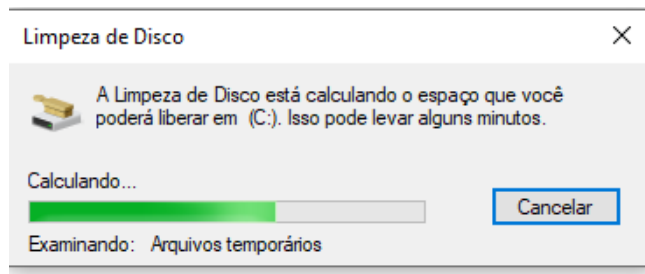 Limpeza de Disco
A Limpeza de Disco está calculando o espaço que você
poderá liberar em (C:). Isso pode levar alguns minutos.
Calculando...
Cancelar
Examinando: Arquivos temporários